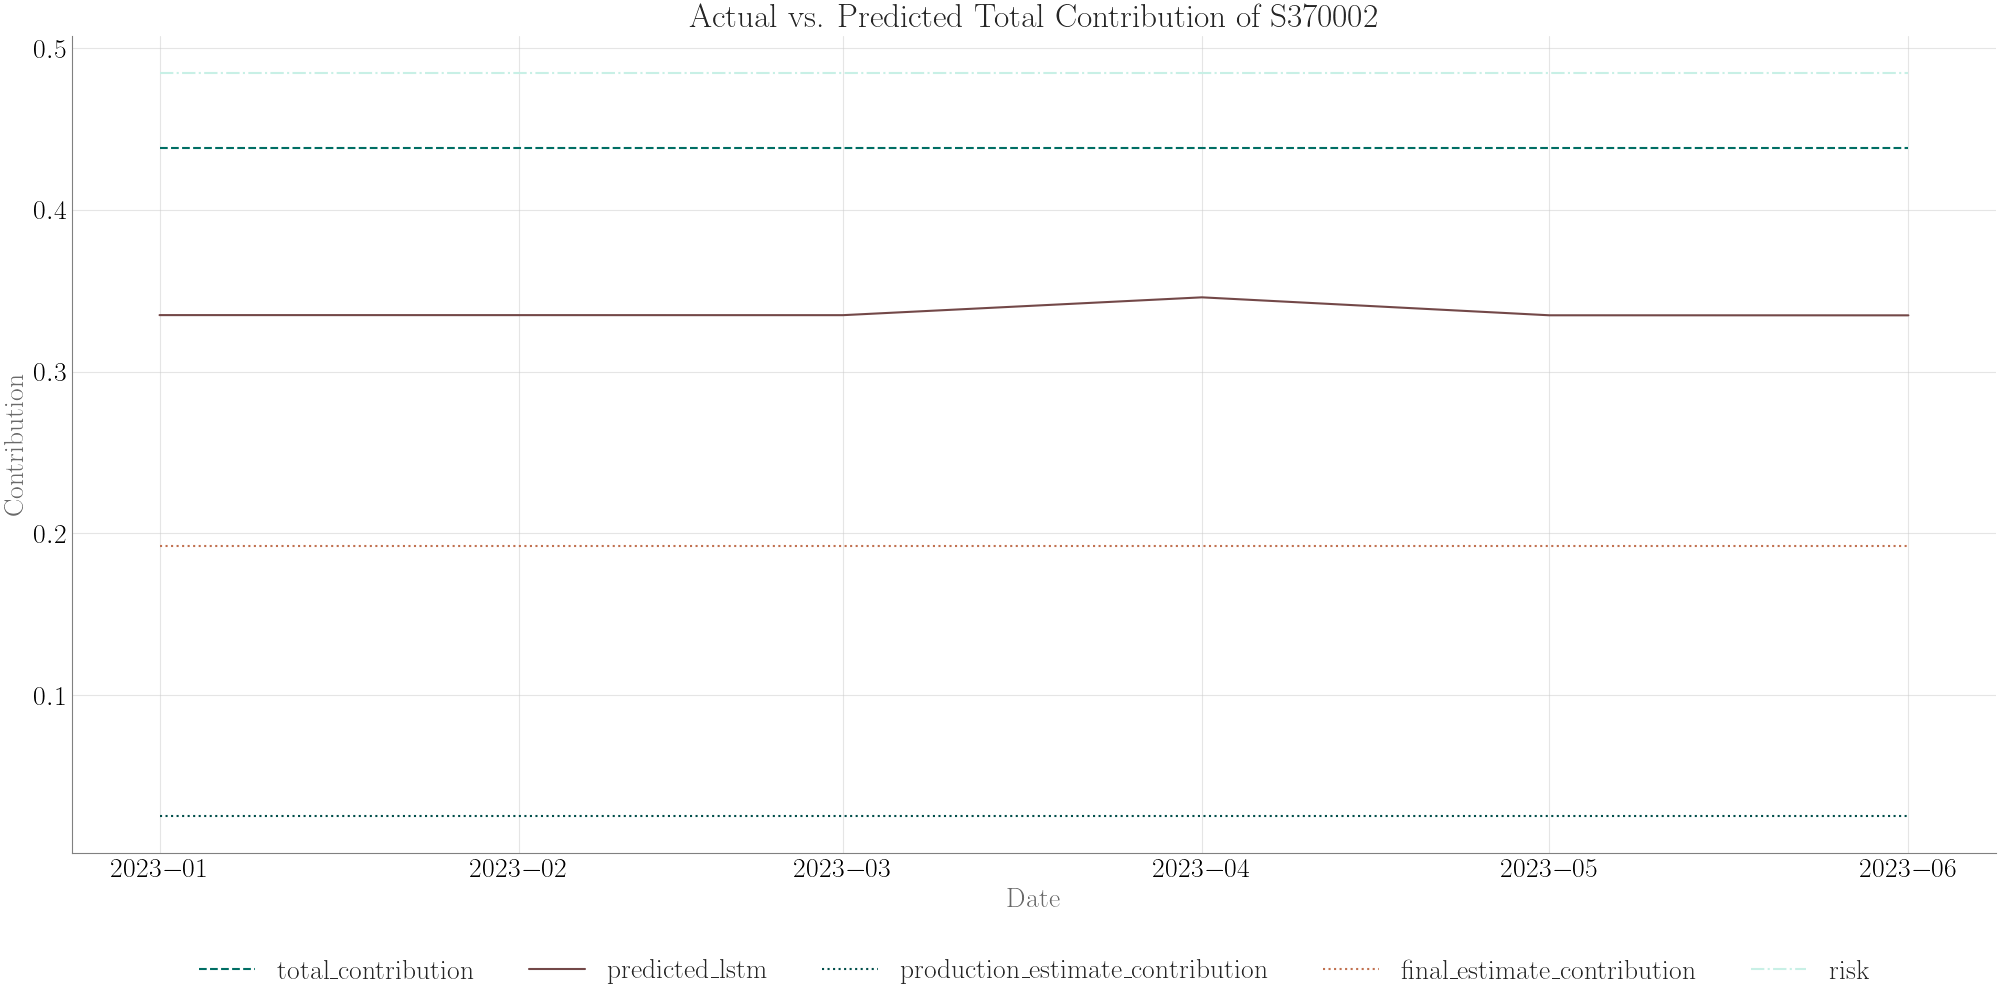 Actual vs. Predicted Total Contribution of S370002
0.5
0.4
0.3
0.2
0.1
Contribution
2023–01 2023–02 2023–03 2023–04 2023–05 2023–06
Date
total_contribution predicted_lstm production_estimate_contribution final_estimate_contribution risk